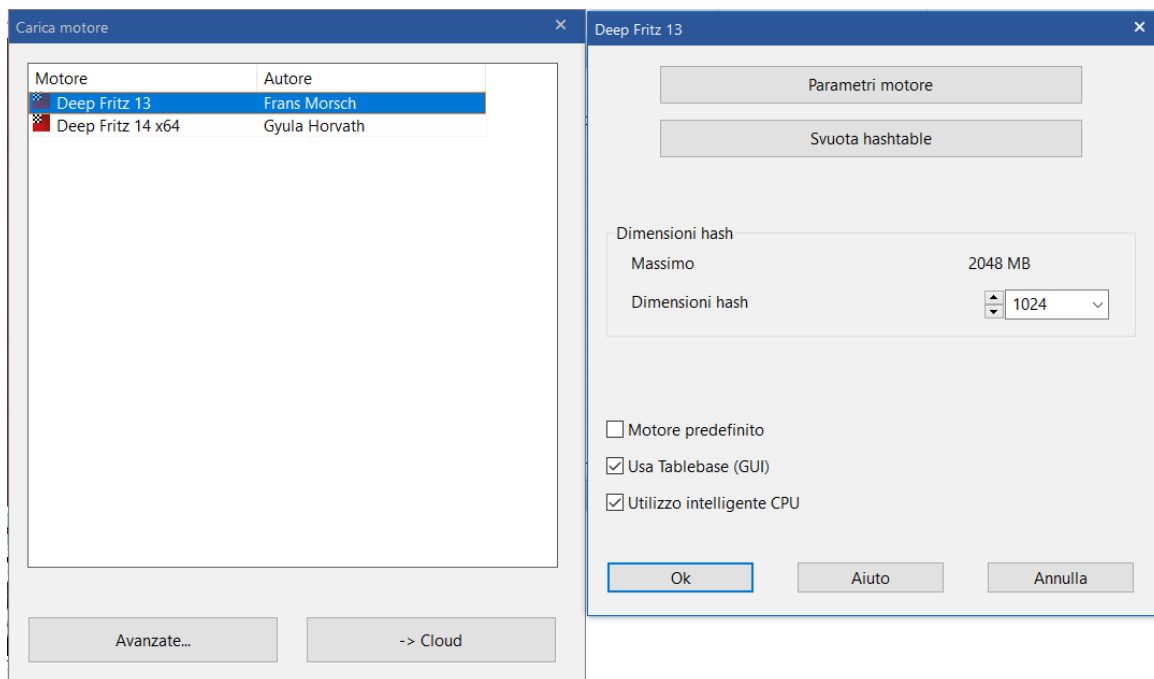 Carica motore
Motore Autore
Deep Fritz 13 Frans Morsch
Deep Fritz 14 x64 Gyula Horvath
Avanzate...
-> Cloud
Deep Fritz 13
Parametri motore
Svuota hashtable
Dimensioni hash
Massimo 2048 MB
Dimensioni hash 1024
Motore predefinito
Usa Tablebase (GUI)
Utilizzo intelligente CPU
Ok Aiuto Annulla